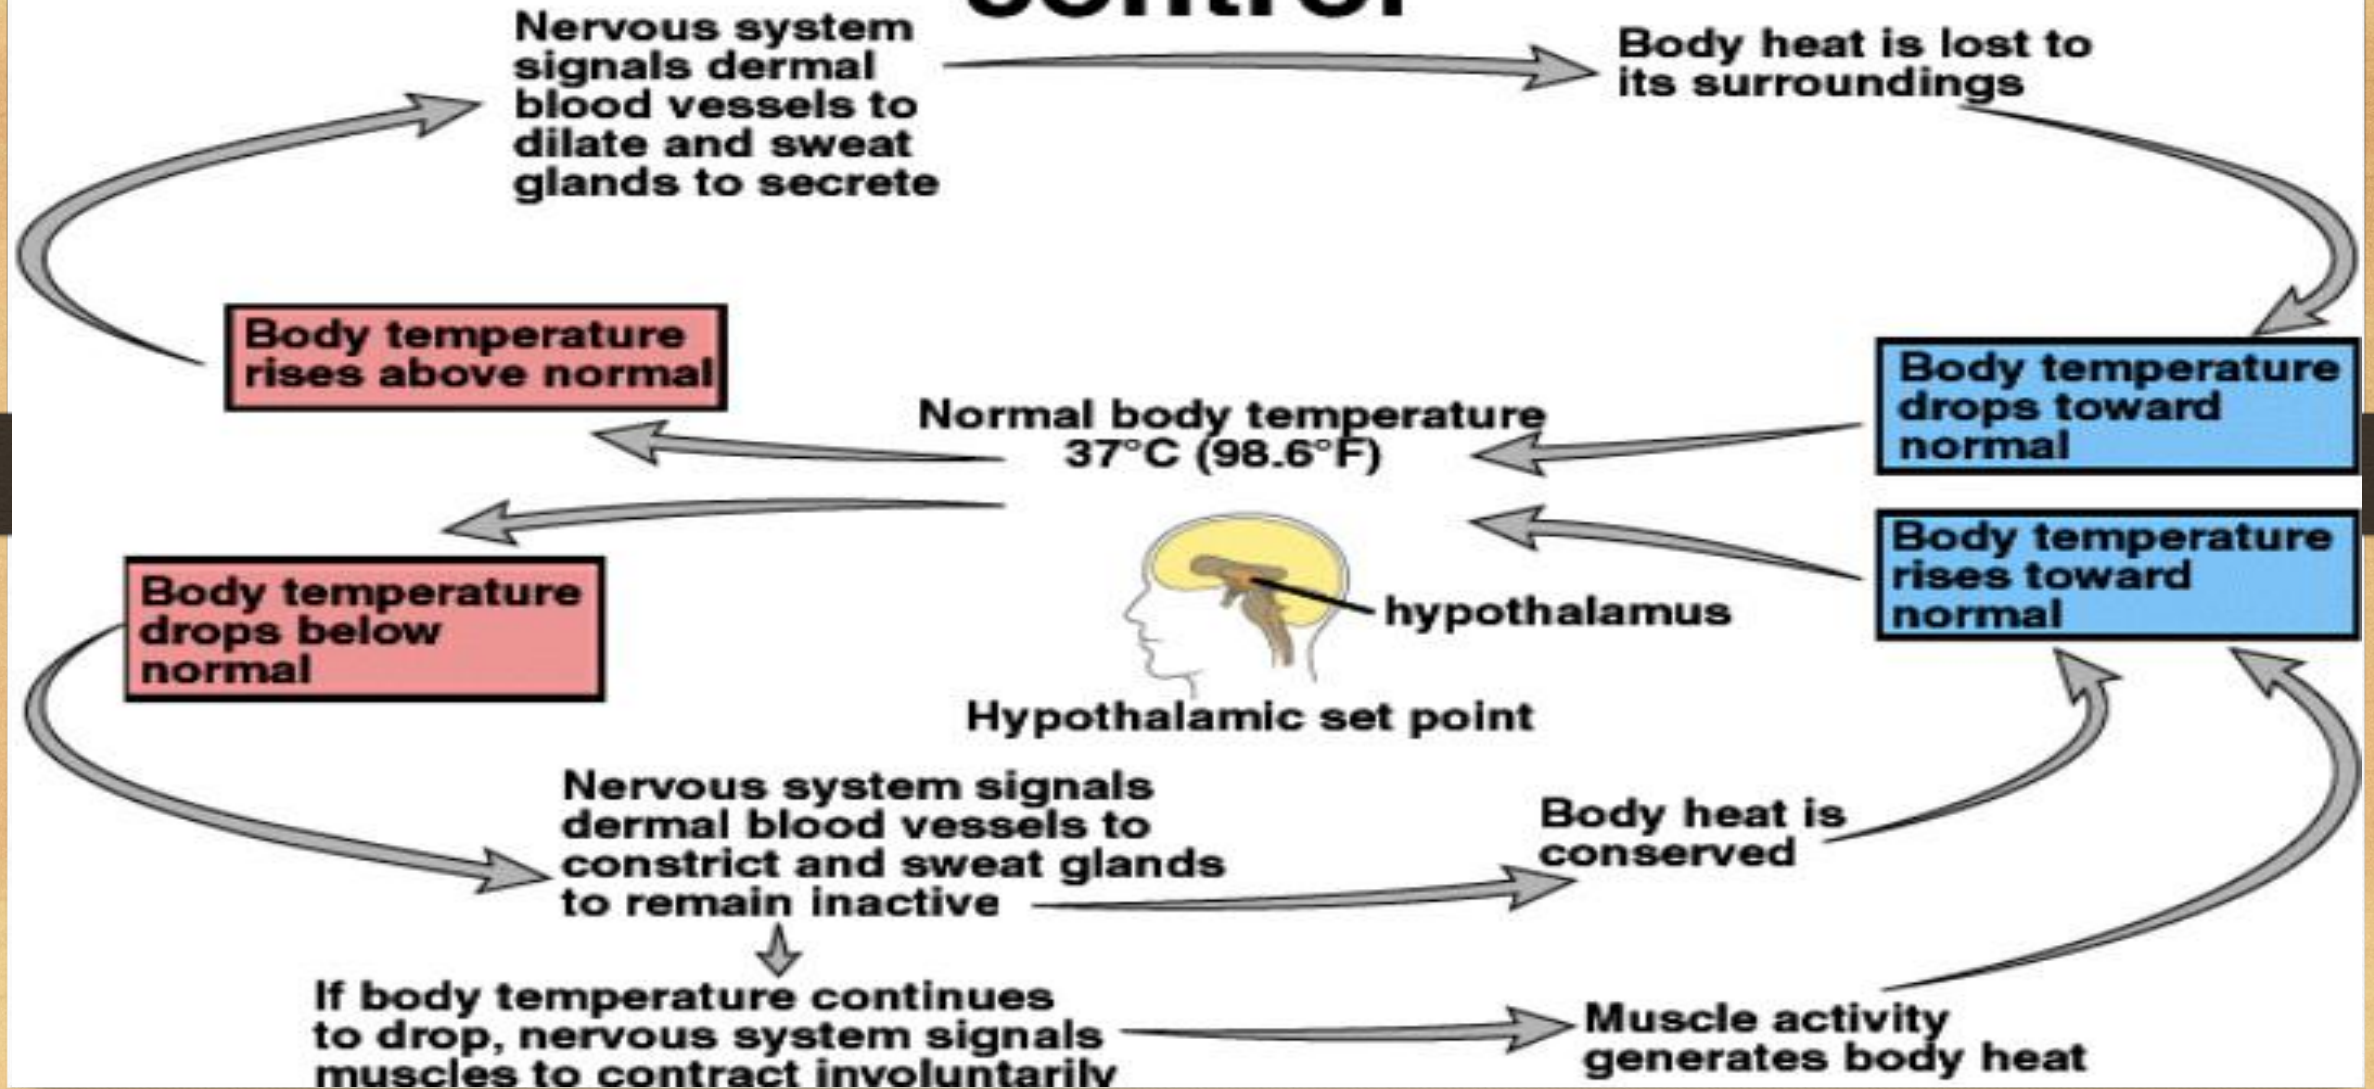 control
Nervous system
signals dermal
blood vessels to
dilate and sweat
glands to secrete
Body heat is lost to
its surroundings
Body temperature
rises above normal
Normal body temperature
37°C (98.6°F)
Body temperature
drops toward
normal
Body temperature
rises toward
normal
Body temperature
drops below
normal
hypothalamus
Hypothalamic set point
Nervous system signals
dermal blood vessels to
constrict and sweat glands
to remain inactive
Body heat is
conserved
If body temperature continues
to drop, nervous system signals
muscles to contract involuntarily
Muscle activity
generates body heat